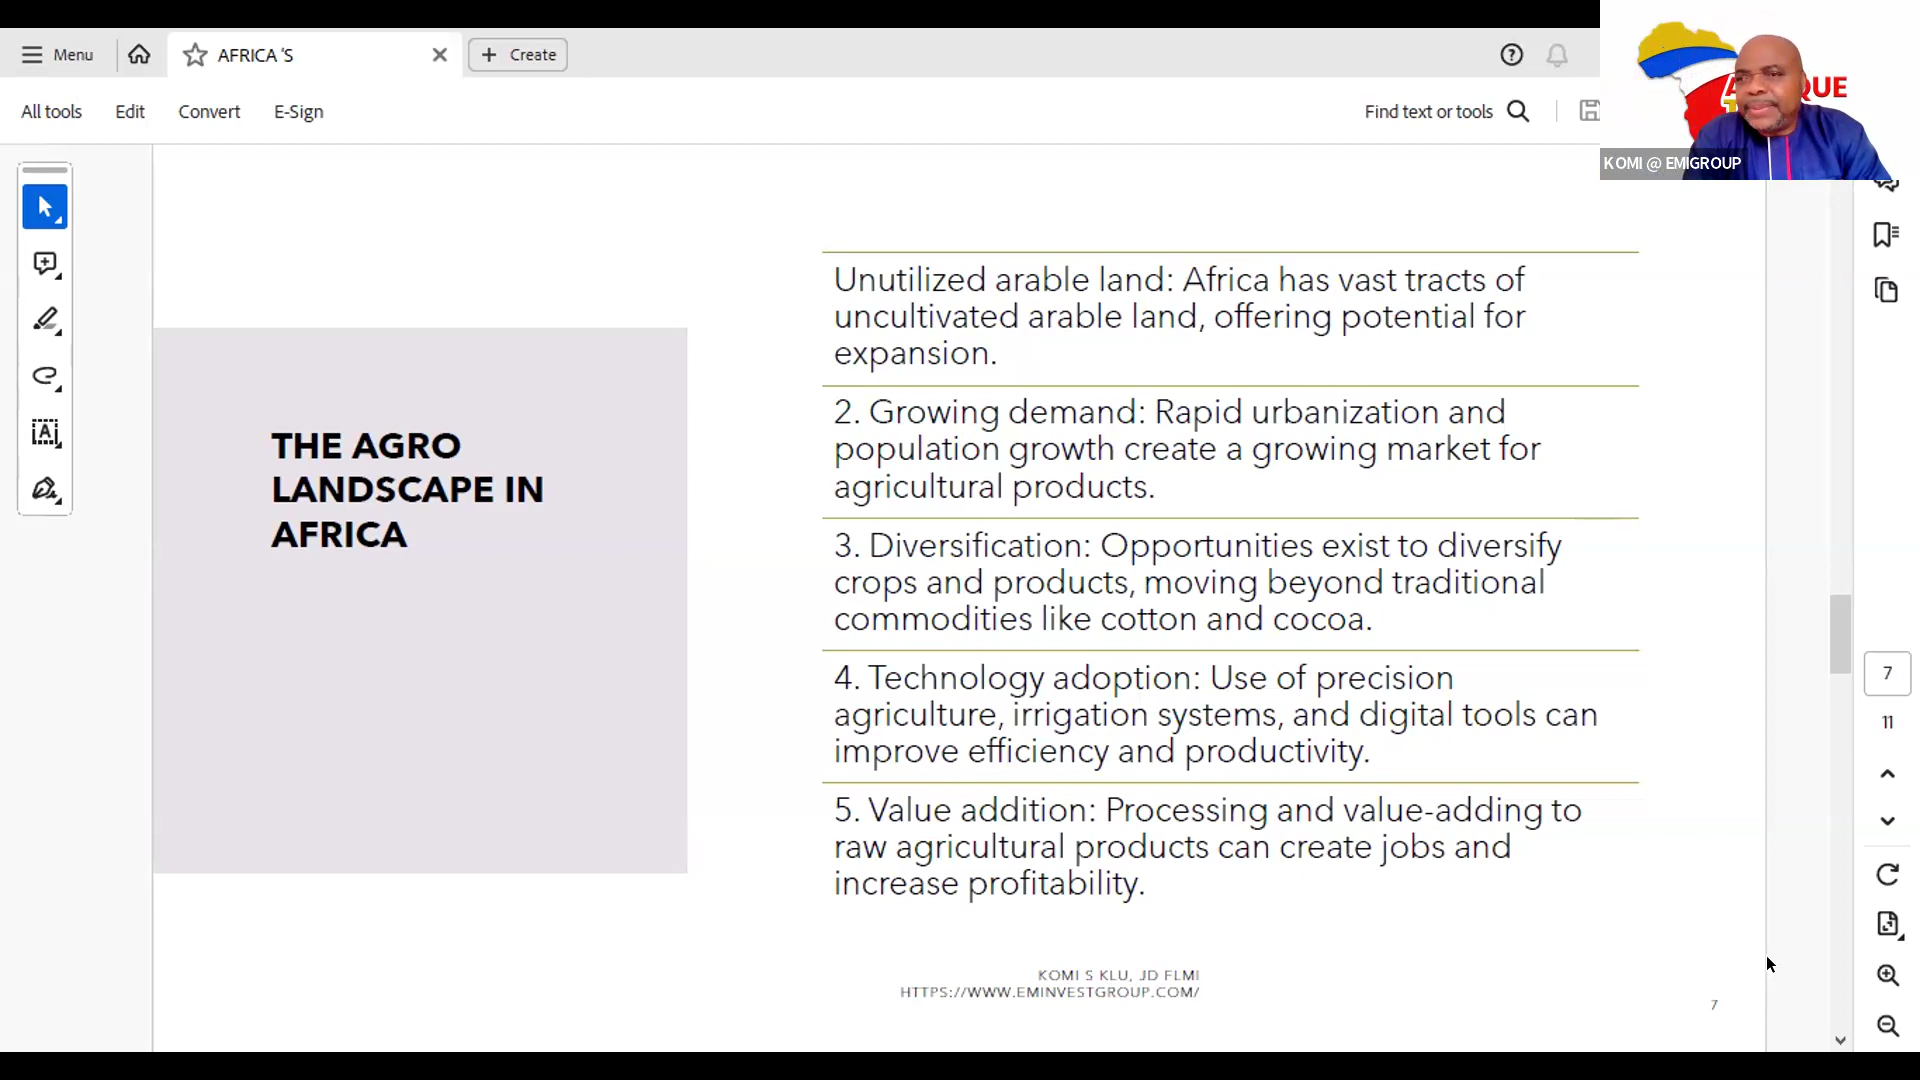 Menu
AFRICA 'S
Create
All tools
Edit
Convert
E-Sign
Find text or tools
QUE
KOMI @ EMIGROUP
THE AGRO
LANDSCAPE IN
AFRICA
Unutilized arable land: Africa has vast tracts of
uncultivated arable land, offering potential for
expansion.
2. Growing demand: Rapid urbanization and
population growth create a growing market for
agricultural products.
3. Diversification: Opportunities exist to diversify
crops and products, moving beyond traditional
commodities like cotton and cocoa.
4. Technology adoption: Use of precision
agriculture, irrigation systems, and digital tools can
improve efficiency and productivity.
5. Value addition: Processing and value-adding to
raw agricultural products can create jobs and
increase profitability.
KOMI S KLU, JD FLMI
HTTPS://WWW.EMINVESTGROUP.COM/
7
7
11